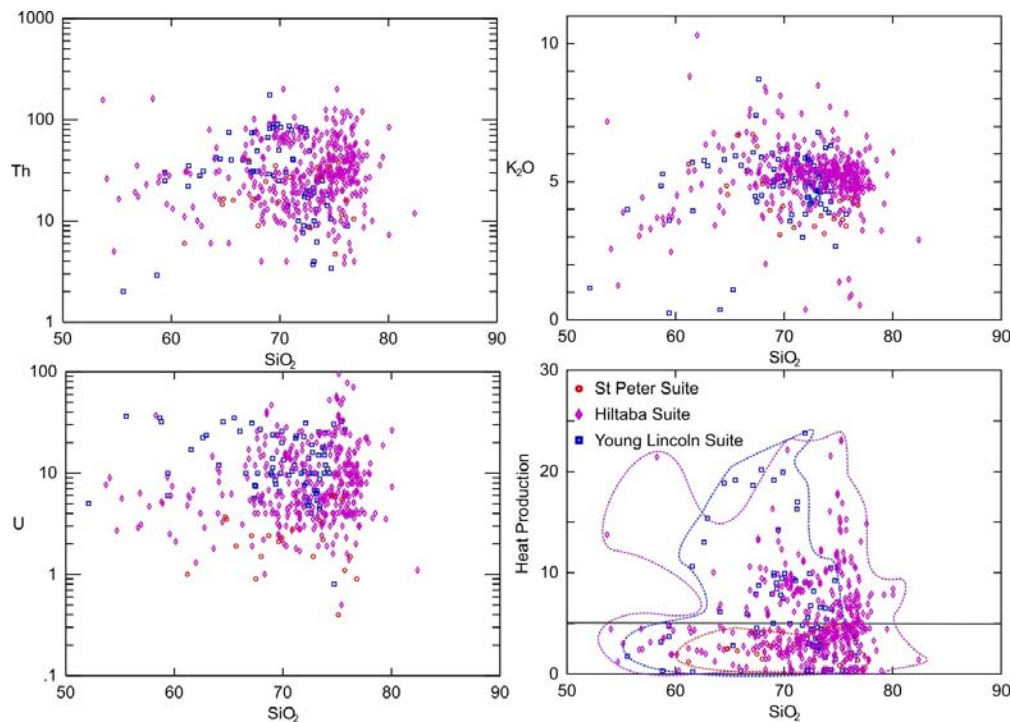 1000
100
Th
10
1
50 60 70 80 90
SiO2
10
K2O
5
0
50 60 70 80 90
SiO2
100
10
U
1
.1
50 60 70 80 90
SiO2
30
20
Heat Production
10
0
St Peter Suite
Hiltaba Suite
Young Lincoln Suite
50 60 70 80 90
SiO2